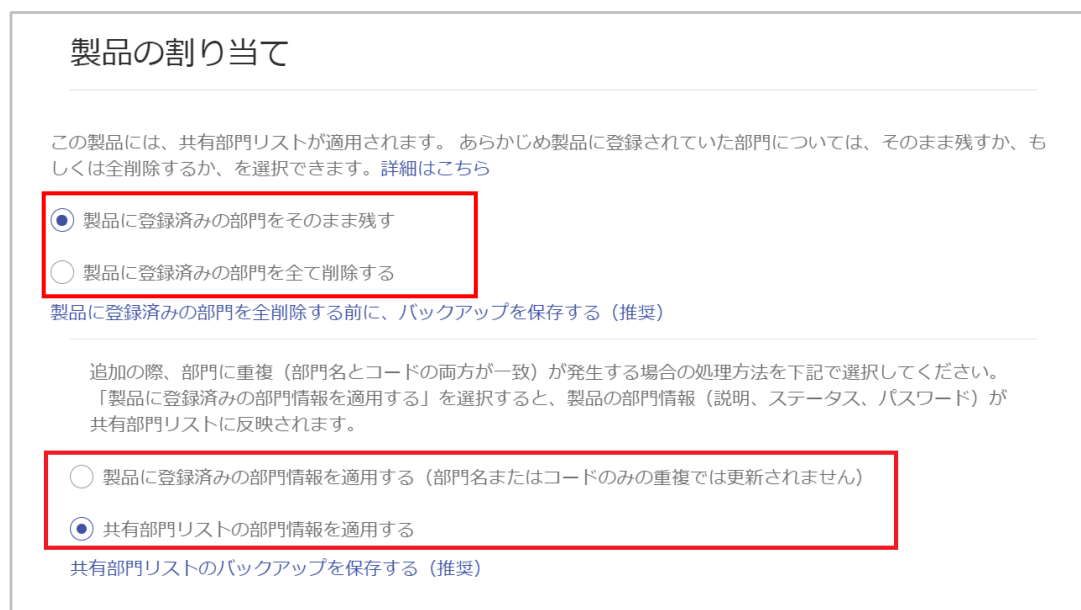 製品の割り当て
この製品には、共有部門リストが適用されます。 あらかじめ製品に登録されていた部門については、そのまま残すか、も
しくは全削除するか、を選択できます。詳細はこちら
製品に登録済みの部門をそのまま残す
製品に登録済みの部門を全て削除する
製品に登録済みの部門を全削除する前に、バックアップを保存する（推奨）
追加の際、部門に重複（部門名とコードの両方が一致）が発生する場合の処理方法を下記で選択してください。
「製品に登録済みの部門情報を適用する」を選択すると、製品の部門情報（説明、ステータス、パスワード）が
共有部門リストに反映されます。
製品に登録済みの部門情報を適用する（部門名またはコードのみの重複では更新されません）
共有部門リストの部門情報を適用する
共有部門リストのバックアップを保存する（推奨）